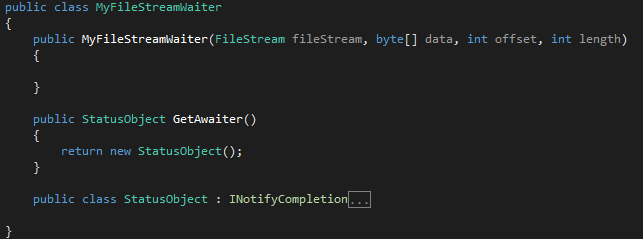 public class MyFileStreamWaiter
{
public MyFileStreamWaiter(FileStream fileStream, byte[] data, int offset, int length)
{
}
public StatusObject GetAwaiter()
{
return new StatusObject();
}
public class StatusObject : INotifyCompletion...
}